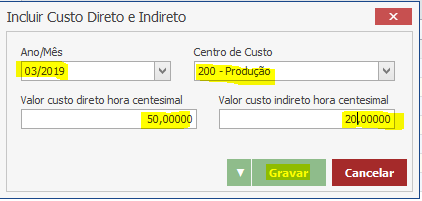 Incluir Custo Direto e Indireto
Ano/Mês Centro de Custo
03/2019 200 - Produção
Valor custo direto hora centesimal Valor custo indireto hora centesimal
50,00000 20,00000
Gravar Cancelar